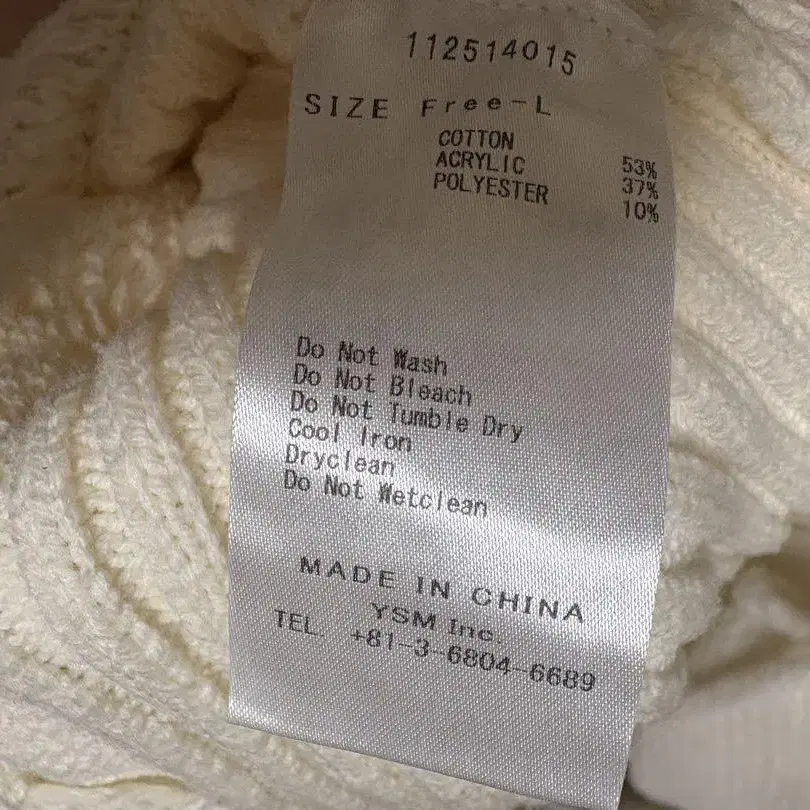 112514015
SIZE Free-L
COTTON 53%
ACRYLIC 37%
POLYESTER 10%
Do Not Wash
Do Not Bleach
Do Not Tumble Dry
Cool Iron
Dryclean
Do Not Wetclean
MADE IN CHINA
YSM Inc.
TEL. +81-3-6804-6689